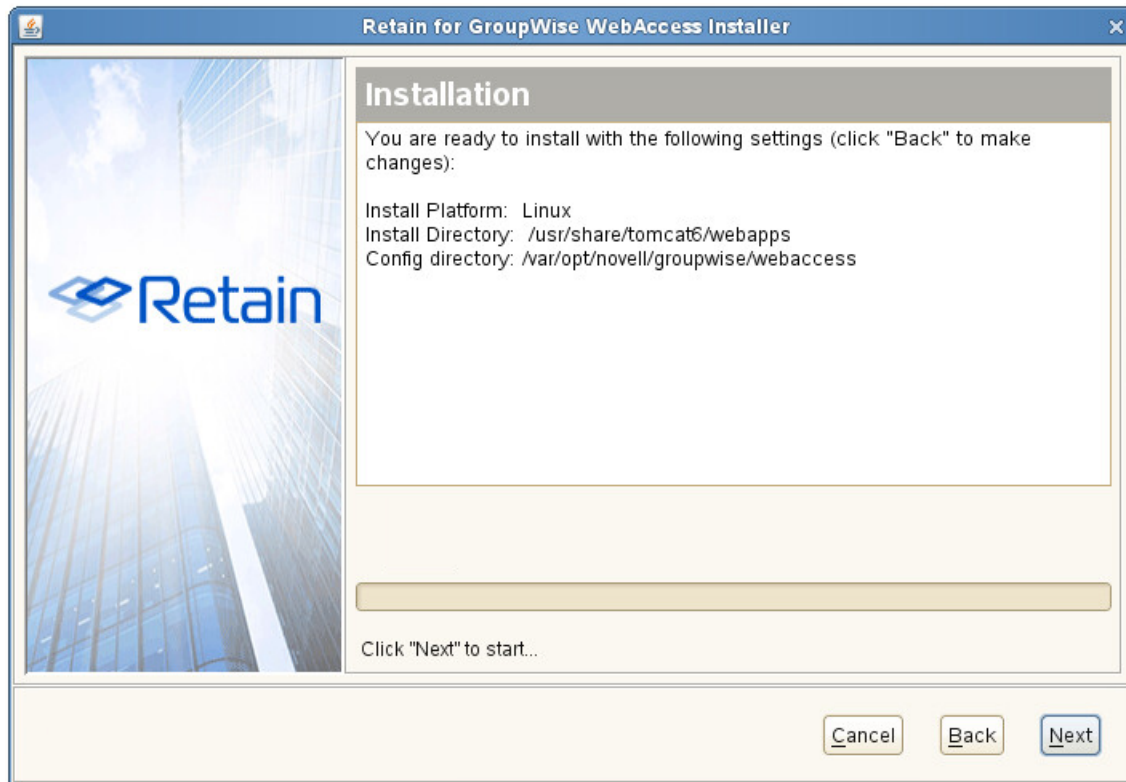 Retain for GroupWise WebAccess Installer
Installation
You are ready to install with the following settings (click "Back" to make
changes):
Install Platform: Linux
Install Directory: /usr/share/tomcat6/webapps
Config directory: /var/opt/novell/groupwise/webaccess
Retain
Click "Next" to start...
Cancel Back Next